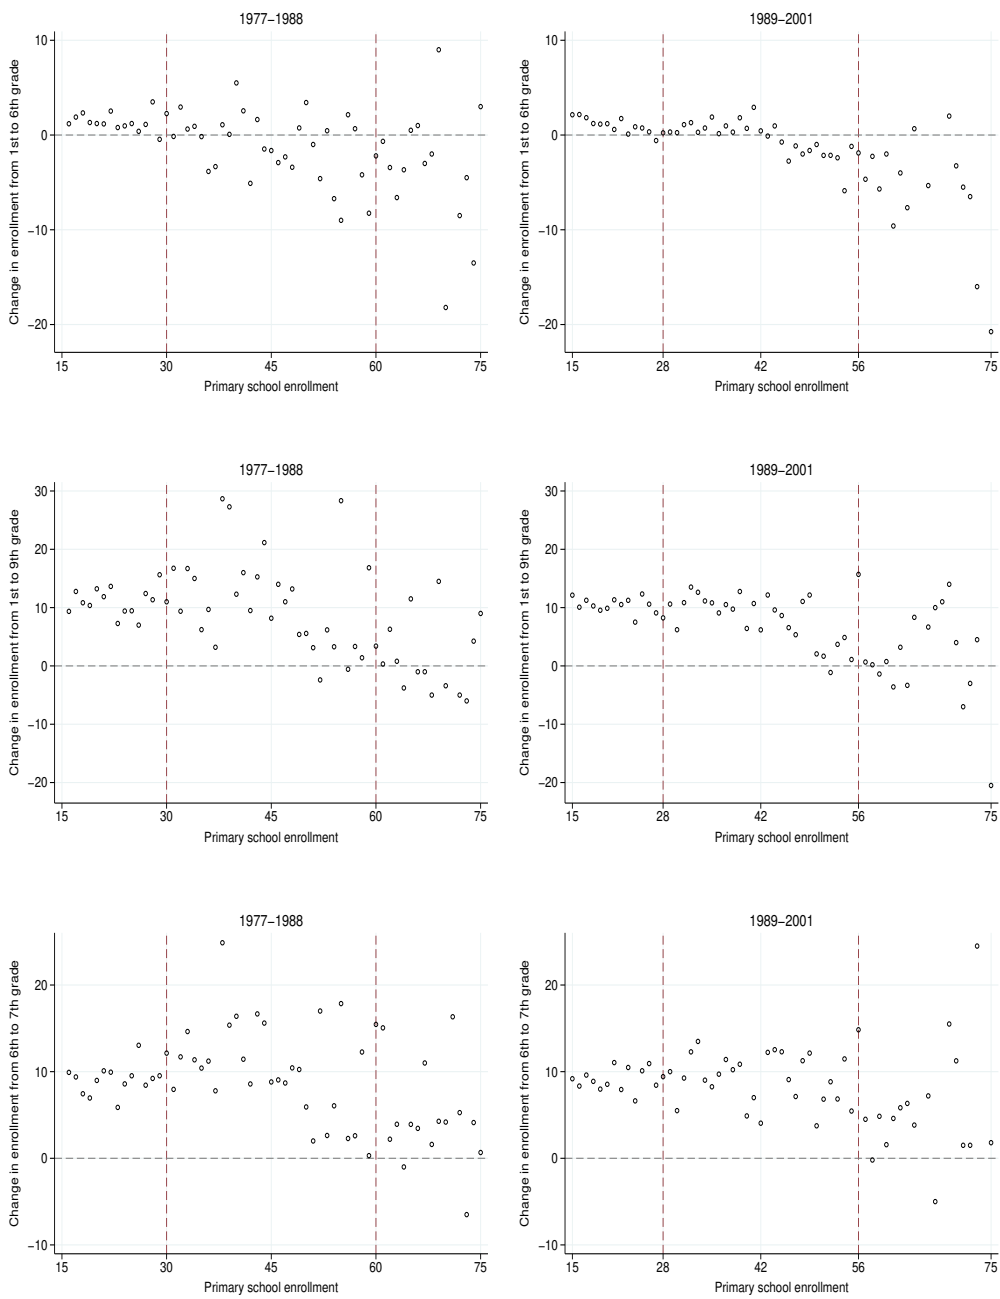 1977−1988
Change in enrollment from 1st to 6th grade
10
0
−10
−20
15 30 45 60 75
Primary school enrollment
1989−2001
Change in enrollment from 1st to 6th grade
10
0
−10
−20
15 28 42 56 75
Primary school enrollment
1977−1988
Change in enrollment from 1st to 9th grade
30
20
10
0
−10
−20
15 30 45 60 75
Primary school enrollment
1989−2001
Change in enrollment from 1st to 9th grade
30
20
10
0
−10
−20
15 28 42 56 75
Primary school enrollment
1977−1988
Change in enrollment from 6th to 7th grade
20
10
0
−10
15 30 45 60 75
Primary school enrollment
1989−2001
Change in enrollment from 6th to 7th grade
20
10
0
−10
15 28 42 56 75
Primary school enrollment